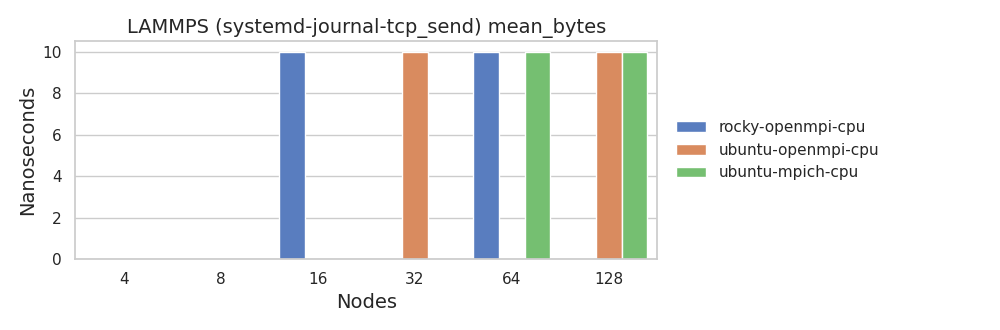 LAMMPS (systemd-journal-tcp_send) mean_bytes
Nanoseconds
10
8
6
4
2
0
4 8 16 32 64 128
Nodes
rocky-openmpi-cpu
ubuntu-openmpi-cpu
ubuntu-mpich-cpu